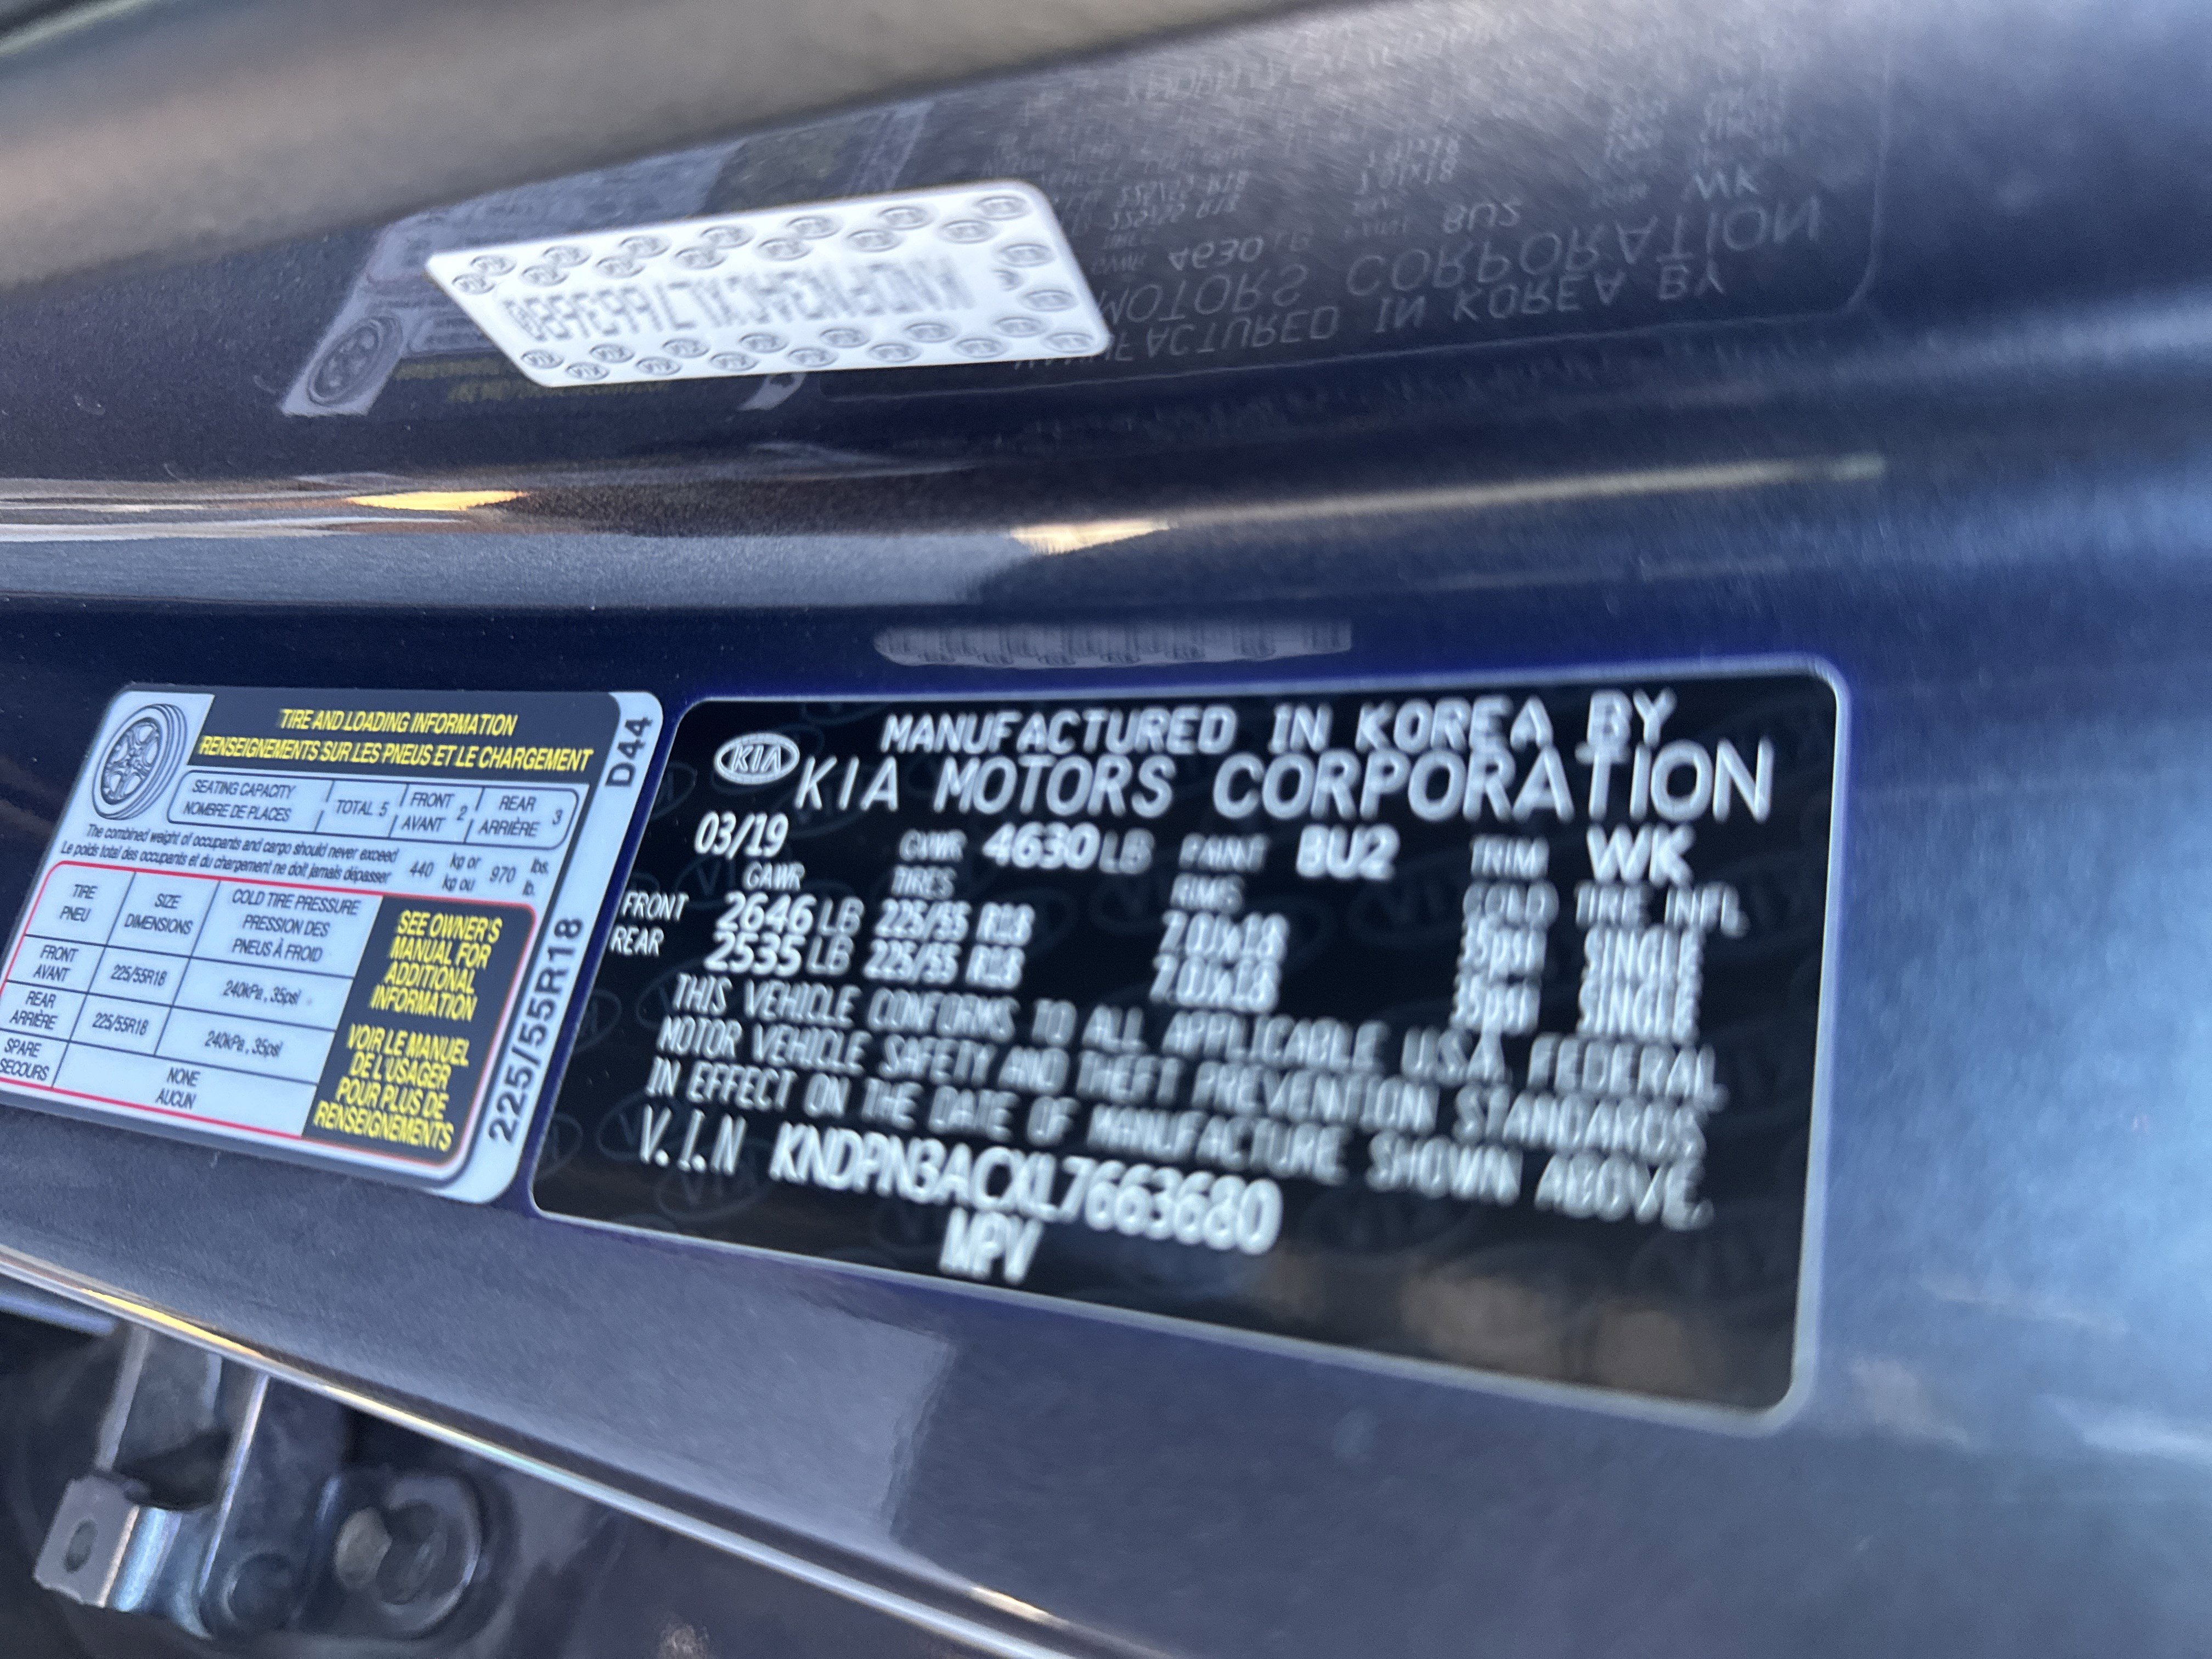 TIRE AND LOADING INFORMATION
RENSEIGNEMENTS SUR LES PNEUS ET LE CHARGEMENT
SEATING CAPACITY
NOMBRE DE PLACES
TOTAL 5
FRONT
AVANT
2
REAR
ARRIÈRE
3
The combined weight of occupants and cargo should never exceed
Le poids total des occupants et du chargement ne doit jamais dépasser
440
kg or
kg ou
970
lbs.
lb.
TIRE
PNEU
SIZE
DIMENSIONS
COLD TIRE PRESSURE
PRESSION DES
PNEUS À FROID
FRONT
AVANT
225/55R18
240kPa , 35psi
REAR
ARRIÈRE
225/55R18
240kPa , 35psi
SPARE
SECOURS
NONE
AUCUN
SEE OWNER'S
MANUAL FOR
ADDITIONAL
INFORMATION
VOIR LE MANUEL
DE L'USAGER
POUR PLUS DE
RENSEIGNEMENTS
D44
225/55R18
KIA
MANUFACTURED IN KOREA BY
KIA MOTORS CORPORATION
03/19 GVWR 4630 LB PAINT BU2 TRIM WK
GAWR TIRES RIMS COLD TIRE INFL
FRONT 2646 LB 225/55 R18 7.0Jx18 35psi SINGLE
REAR 2535 LB 225/55 R18 7.0Jx18 35psi SINGLE
THIS VEHICLE CONFORMS TO ALL APPLICABLE U.S.A. FEDERAL
MOTOR VEHICLE SAFETY AND THEFT PREVENTION STANDARDS
IN EFFECT ON THE DATE OF MANUFACTURE SHOWN ABOVE.
V.I.N KNDPN3ACXL7663680
MPV